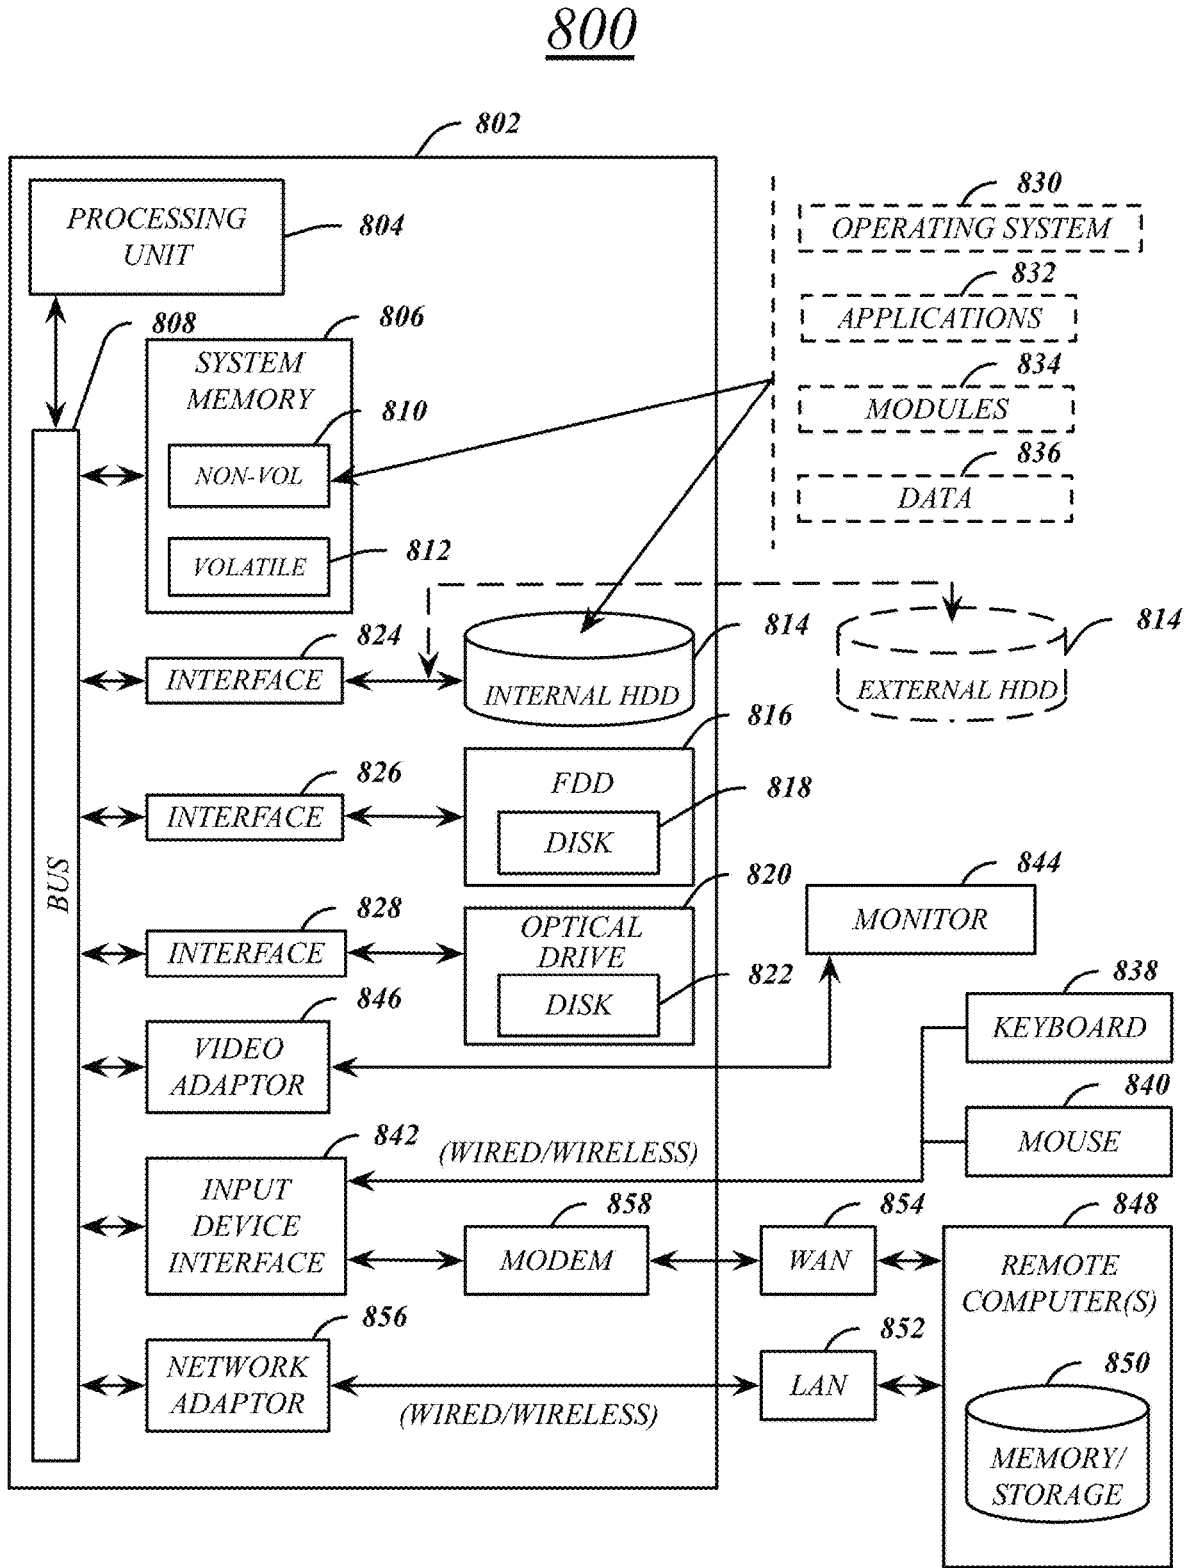 800
802
PROCESSING
UNIT
804
830
OPERATING SYSTEM
832
APPLICATIONS
834
MODULES
836
DATA
808
806
SYSTEM
MEMORY
810
NON-VOL
812
VOLATILE
824
INTERFACE
814
INTERNAL HDD
814
EXTERNAL HDD
816
FDD
818
DISK
826
INTERFACE
BUS
820
OPTICAL
DRIVE
822
DISK
828
INTERFACE
844
MONITOR
846
VIDEO
ADAPTOR
838
KEYBOARD
840
MOUSE
842
INPUT
DEVICE
INTERFACE
(WIRED/WIRELESS)
858
MODEM
854
WAN
848
REMOTE
COMPUTER(S)
856
NETWORK
ADAPTOR
(WIRED/WIRELESS)
852
LAN
850
MEMORY/
STORAGE